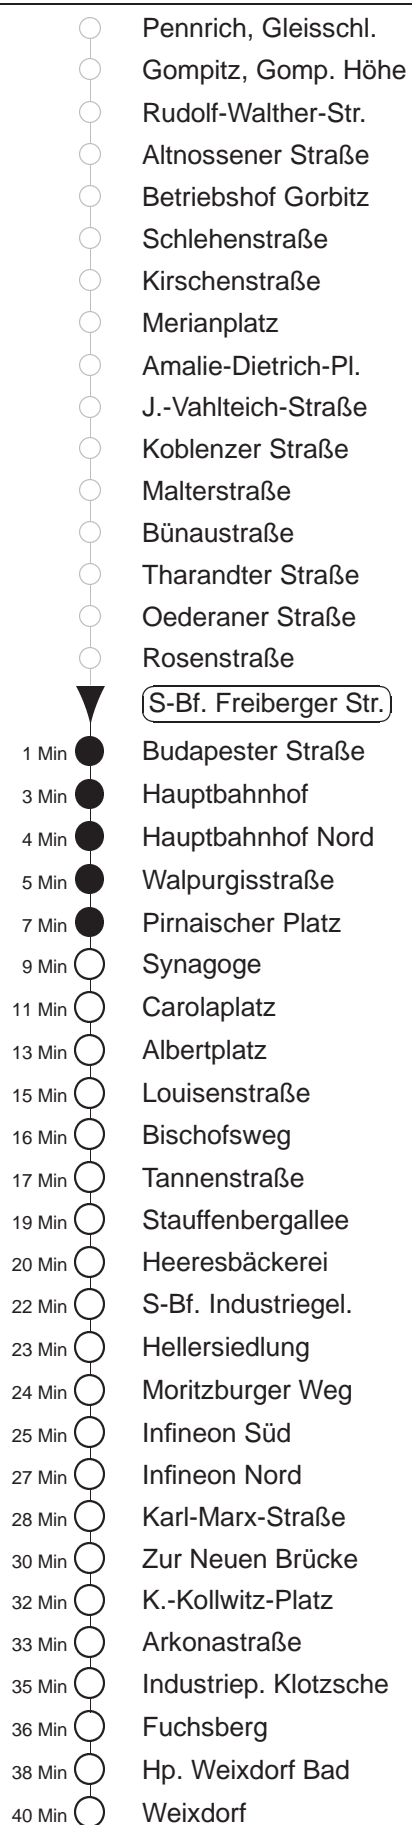 Pennrich, Gleisschl.
Gompitz, Gomp. Höhe
Rudolf-Walther-Str.
Altnossener Straße
Betriebshof Gorbitz
Schlehenstraße
Kirschenstraße
Merianplatz
Amalie-Dietrich-Pl.
J.-Vahlteich-Straße
Koblenzer Straße
Malterstraße
Bünaustraße
Tharandter Straße
Oederaner Straße
Rosenstraße
S-Bf. Freiberger Str.
1 Min Budapester Straße
3 Min Hauptbahnhof
4 Min Hauptbahnhof Nord
5 Min Walpurgisstraße
7 Min Pirnaischer Platz
9 Min Synagoge
11 Min Carolaplatz
13 Min Albertplatz
15 Min Louisenstraße
16 Min Bischofsweg
17 Min Tannenstraße
19 Min Stauffenbergallee
20 Min Heeresbäckerei
22 Min S-Bf. Industriegel.
23 Min Hellersiedlung
24 Min Moritzburger Weg
25 Min Infineon Süd
27 Min Infineon Nord
28 Min Karl-Marx-Straße
30 Min Zur Neuen Brücke
32 Min K.-Kollwitz-Platz
33 Min Arkonastraße
35 Min Industriep. Klotzsche
36 Min Fuchsberg
38 Min Hp. Weixdorf Bad
40 Min Weixdorf